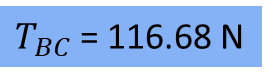 T_BC = 116.68 N